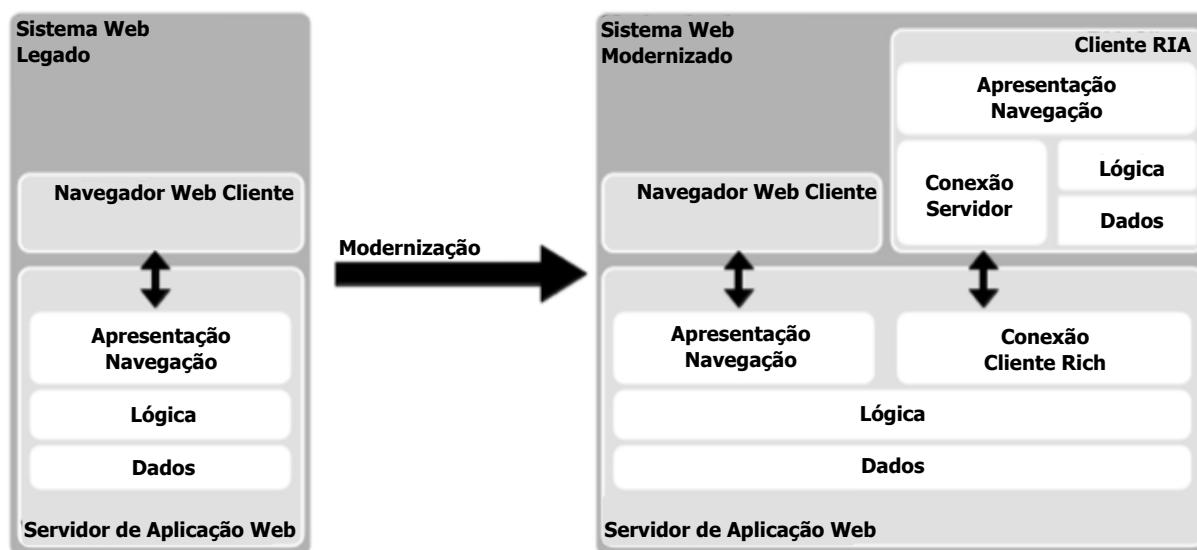 Sistema Web
Legado
Navegador Web Cliente
Apresentação
Navegação
Lógica
Dados
Servidor de Aplicação Web
Modernização
Sistema Web
Modernizado
Cliente RIA
Apresentação
Navegação
Conexão
Servidor
Lógica
Dados
Navegador Web Cliente
Apresentação
Navegação
Conexão
Cliente Rich
Lógica
Dados
Servidor de Aplicação Web